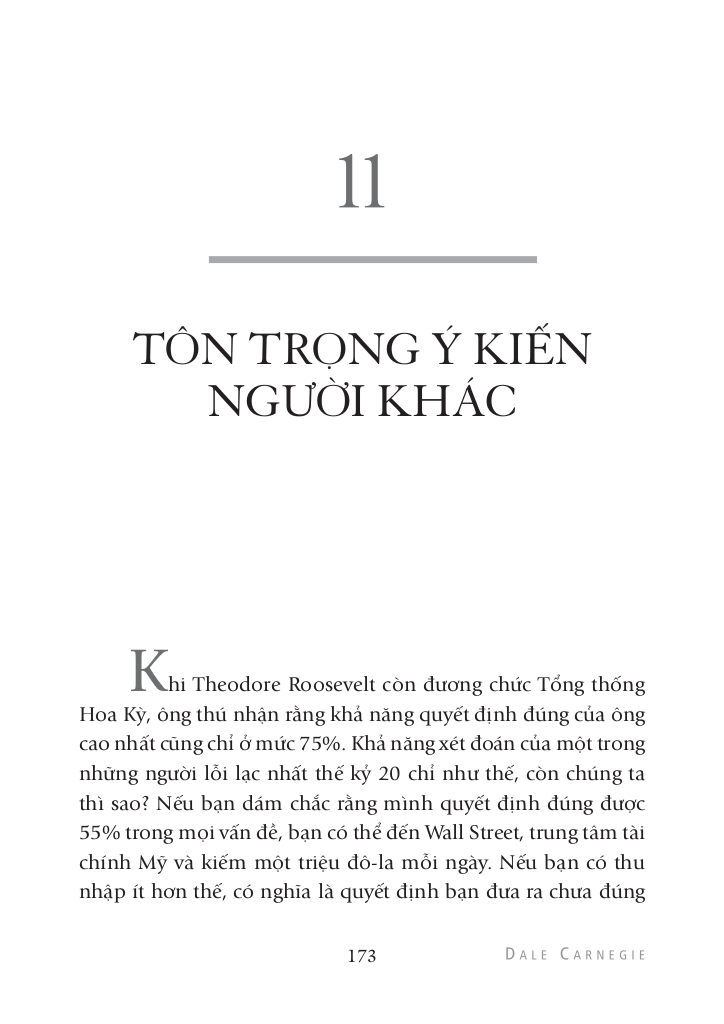 11
TÔN TRỌNG Ý KIẾN
NGƯỜI KHÁC
Khi Theodore Roosevelt còn đương chức Tổng thống
Hoa Kỳ, ông thú nhận rằng khả năng quyết định đúng của ông
cao nhất cũng chỉ ở mức 75%. Khả năng xét đoán của một trong
những người lỗi lạc nhất thế kỷ 20 chỉ như thế, còn chúng ta
thì sao? Nếu bạn dám chắc rằng mình quyết định đúng được
55% trong mọi vấn đề, bạn có thể đến Wall Street, trung tâm tài
chính Mỹ và kiếm một triệu đô-la mỗi ngày. Nếu bạn có thu
nhập ít hơn thế, có nghĩa là quyết định bạn đưa ra chưa đúng
173 DALE CARNEGIE